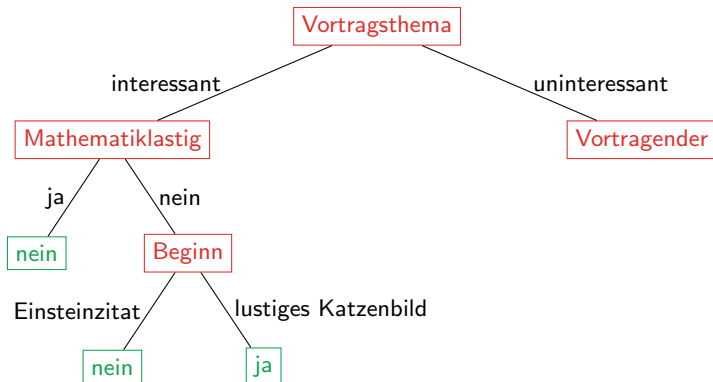 Vortragsthema
interessant
uninteressant
Mathematiklastig
Vortragender
ja
nein
nein
Beginn
Einsteinzitat
lustiges Katzenbild
nein
ja